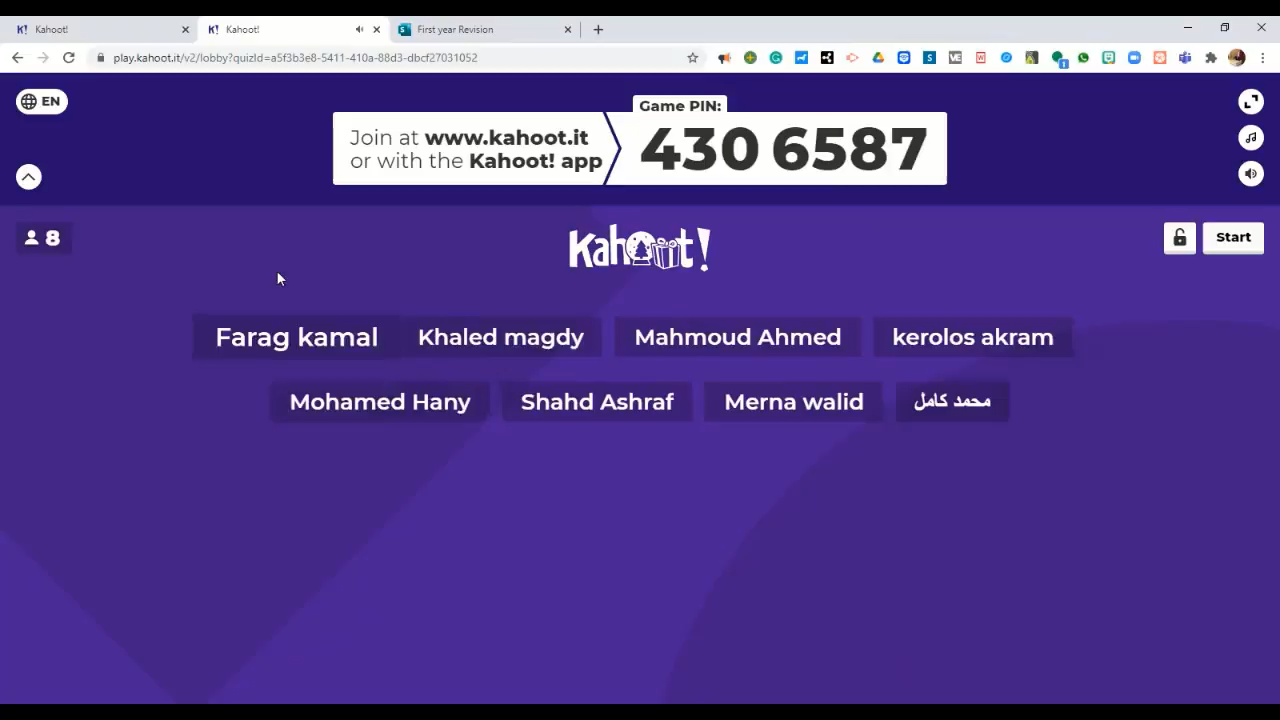 Kahoot!
Kahoot!
First year Revision
play.kahoot.it/v2/lobby?quizId=a5f3b3e8-5411-410a-88d3-dbcf27031052
EN
Game PIN:
Join at www.kahoot.it
or with the Kahoot! app
430 6587
8
Kahoot!
Start
Farag kamal
Khaled magdy
Mahmoud Ahmed
kerolos akram
Mohamed Hany
Shahd Ashraf
Merna walid
محمد كامل